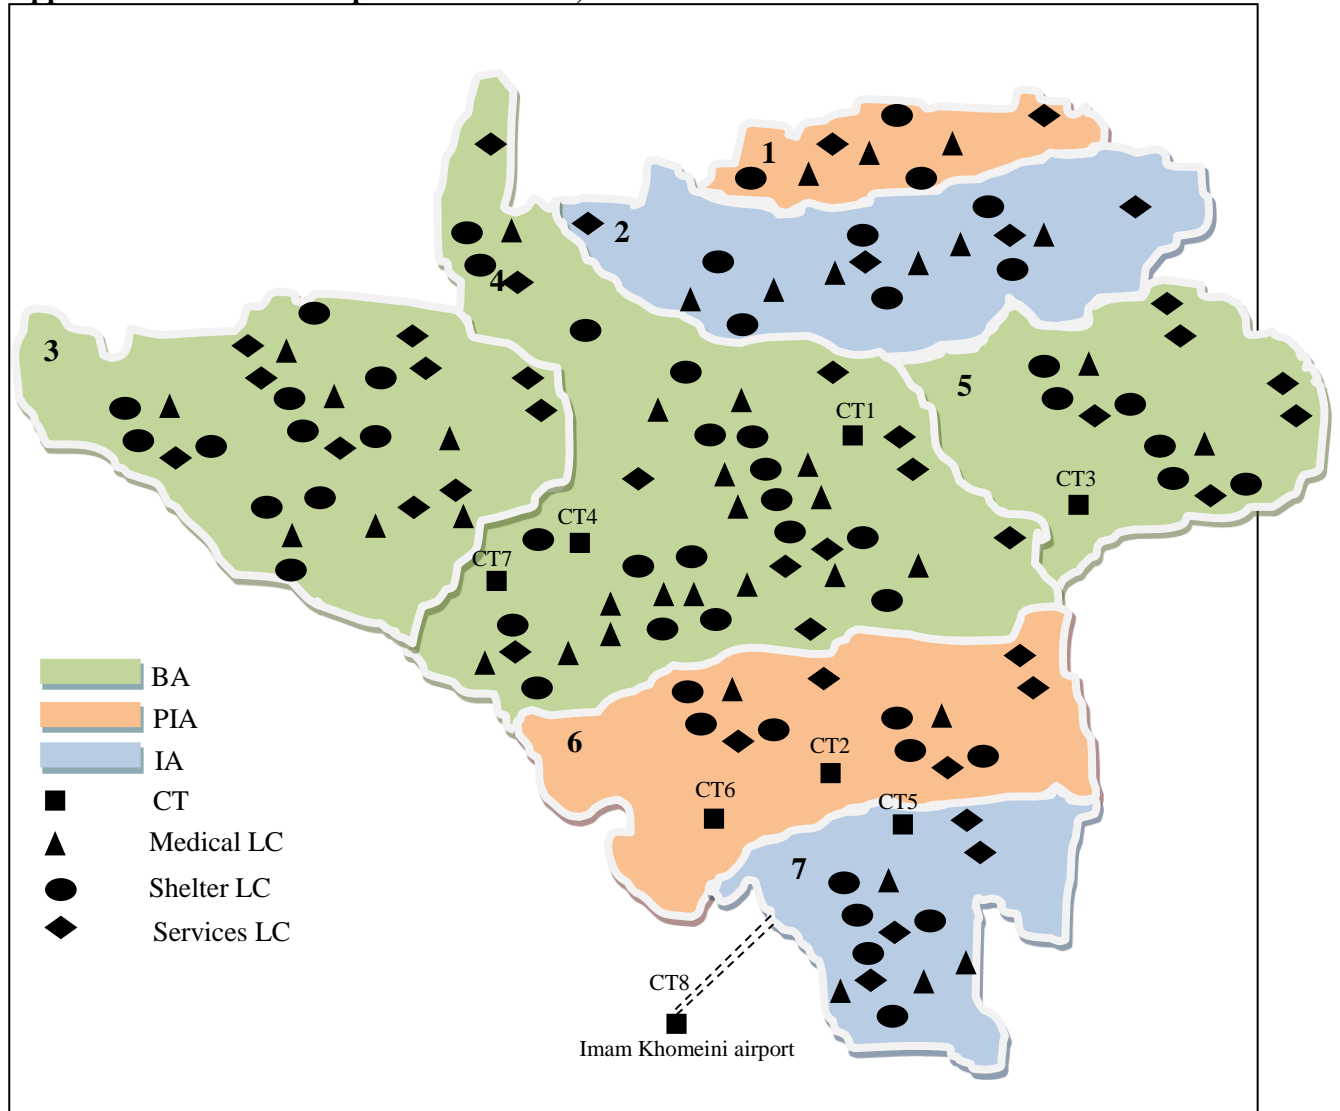 1
2
4
3
5
CT1
CT3
CT4
CT7
BA
PIA
6
IA
CT2
CT6
CT
CT5
Medical LC
7
Shelter LC
Services LC
CT8
Imam Khomeini airport